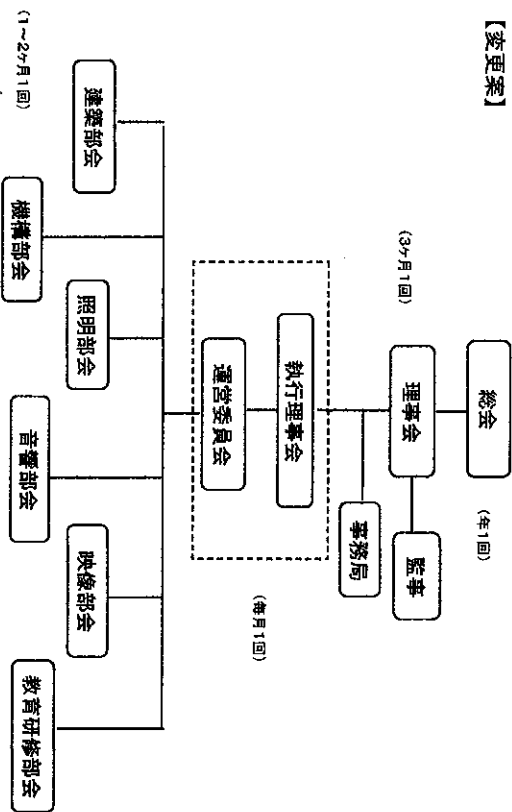 【変更案】
総会
(年1回)
理事会
(3ヶ月1回)
監事
事務局
執行理事会
運営委員会
(毎月1回)
建築部会
機構部会
照明部会
音響部会
映像部会
教育研修部会
(1~2ヶ月1回)